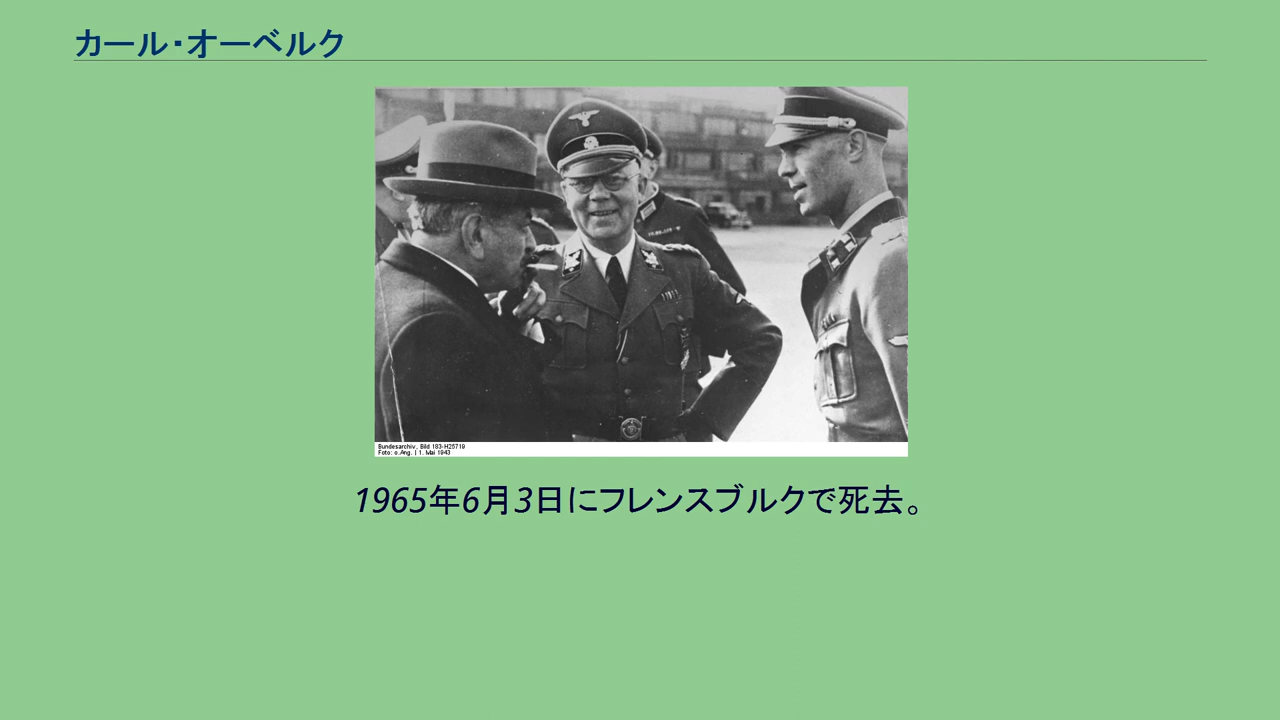 カール・オーベルク
Bundesarchiv, Bild 183-H25719
Foto: o.Ang. | 1. Mai 1943
1965年6月3日にフレンスブルクで死去。